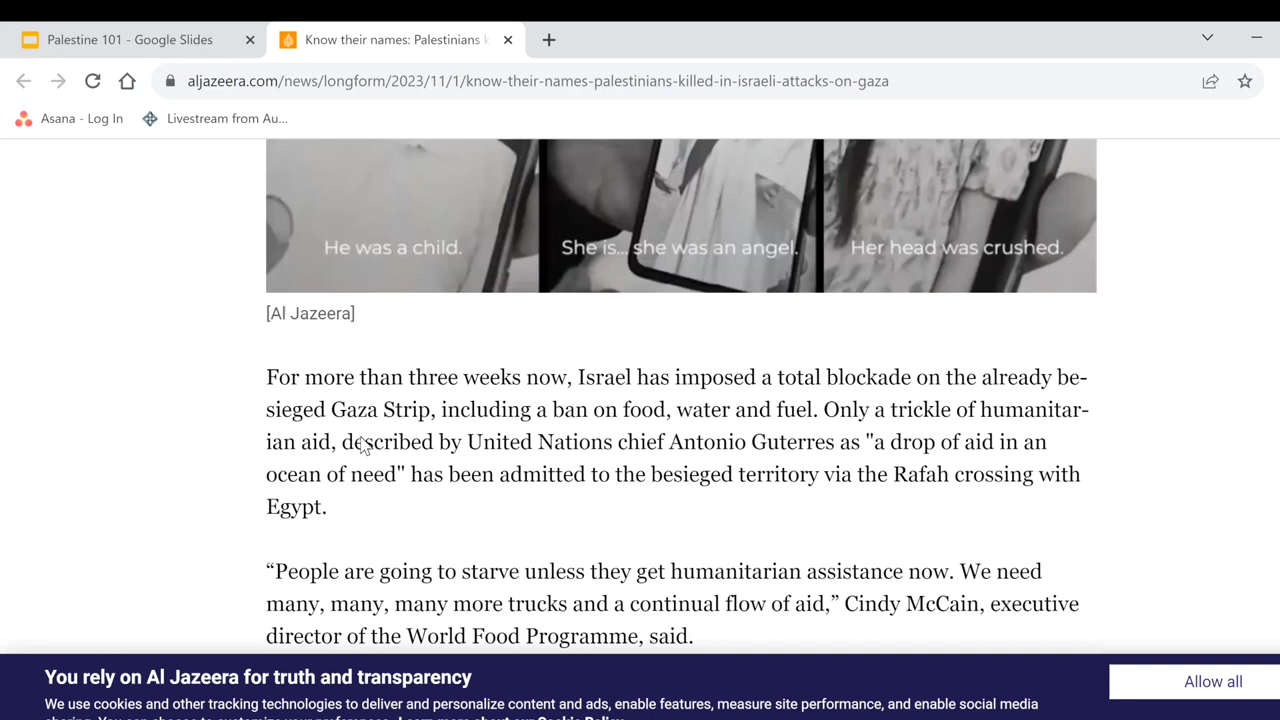 Palestine 101 - Google Slides
Know their names: Palestinians
aljazeera.com/news/longform/2023/11/1/know-their-names-palestinians-killed-in-israeli-attacks-on-gaza
Asana - Log In
Livestream from Au...
He was a child.
She is... she was an angel.
Her head was crushed.
[Al Jazeera]
For more than three weeks now, Israel has imposed a total blockade on the already be-
sieged Gaza Strip, including a ban on food, water and fuel. Only a trickle of humanitar-
ian aid, described by United Nations chief Antonio Guterres as "a drop of aid in an
ocean of need" has been admitted to the besieged territory via the Rafah crossing with
Egypt.
“People are going to starve unless they get humanitarian assistance now. We need
many, many, many more trucks and a continual flow of aid,” Cindy McCain, executive
director of the World Food Programme, said.
You rely on Al Jazeera for truth and transparency
Allow all
We use cookies and other tracking technologies to deliver and personalize content and ads, enable features, measure site performance, and enable social media